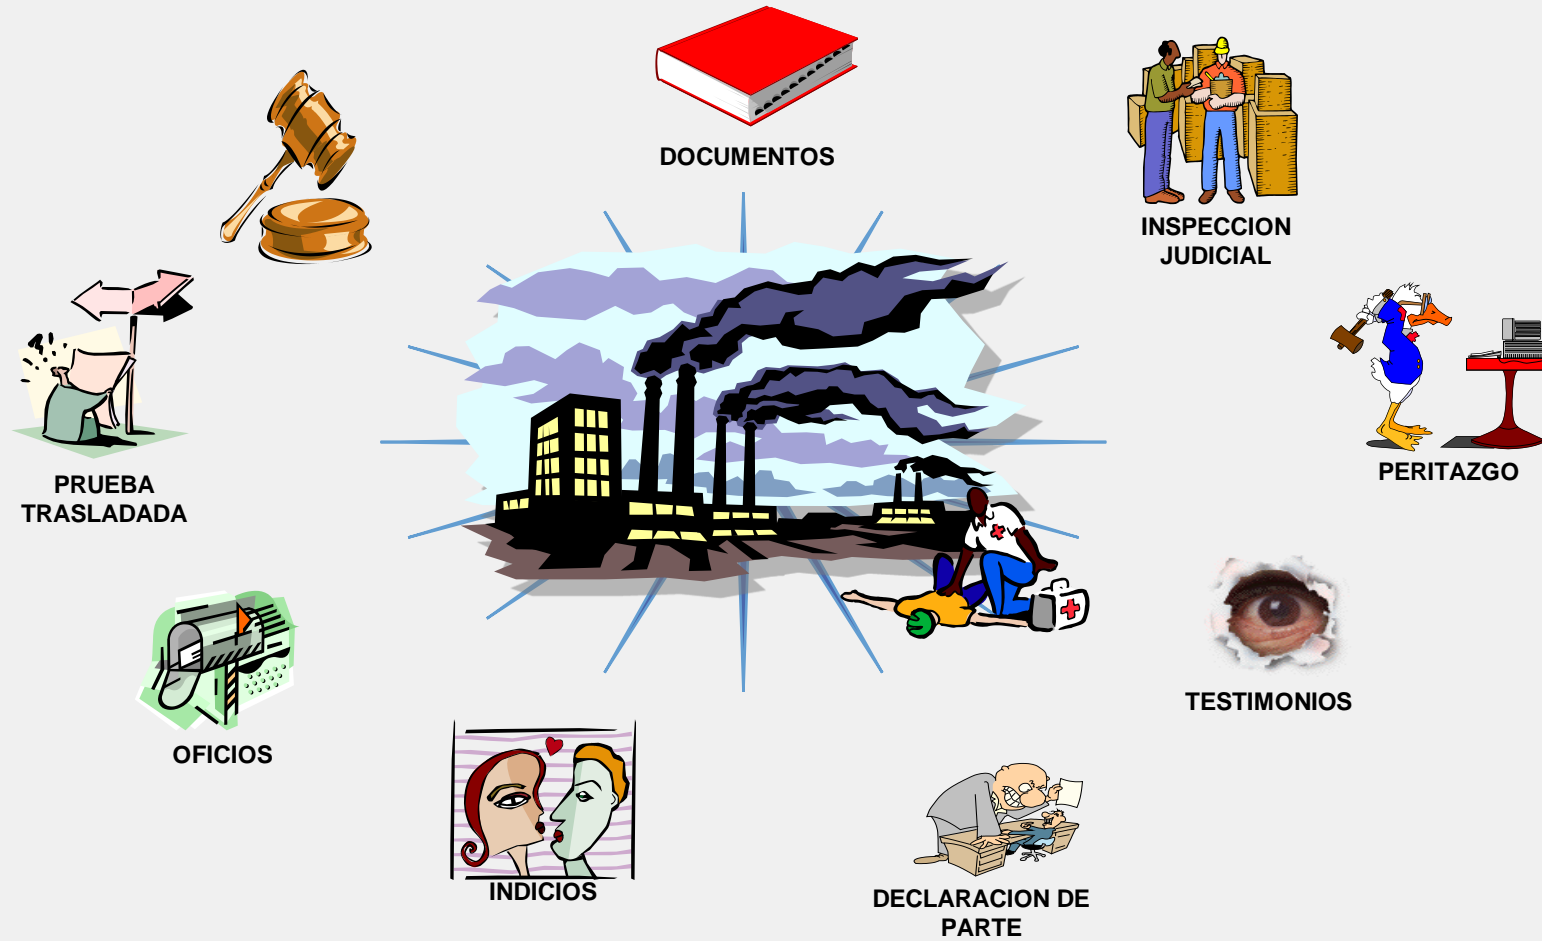 DOCUMENTOS
INSPECCION
JUDICIAL
PERITAZGO
PRUEBA
TRASLADADA
TESTIMONIOS
OFICIOS
INDICIOS
DECLARACION DE
PARTE